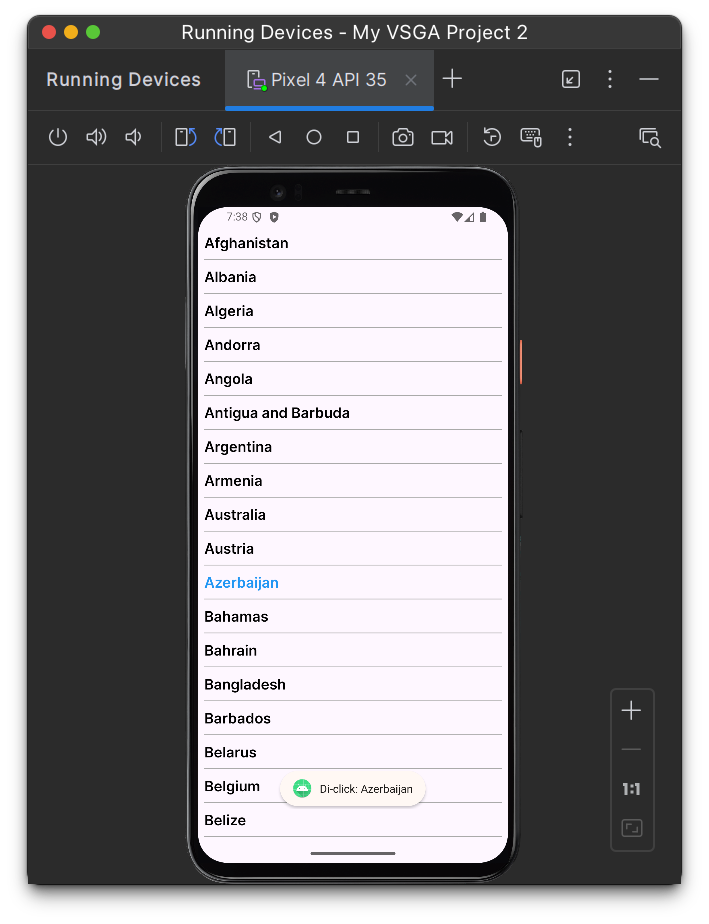 Running Devices - My VSGA Project 2
Running Devices
Pixel 4 API 35
7:38
Afghanistan
Albania
Algeria
Andorra
Angola
Antigua and Barbuda
Argentina
Armenia
Australia
Austria
Azerbaijan
Bahamas
Bahrain
Bangladesh
Barbados
Belarus
Belgium
Di-click: Azerbaijan
1:1
Belize